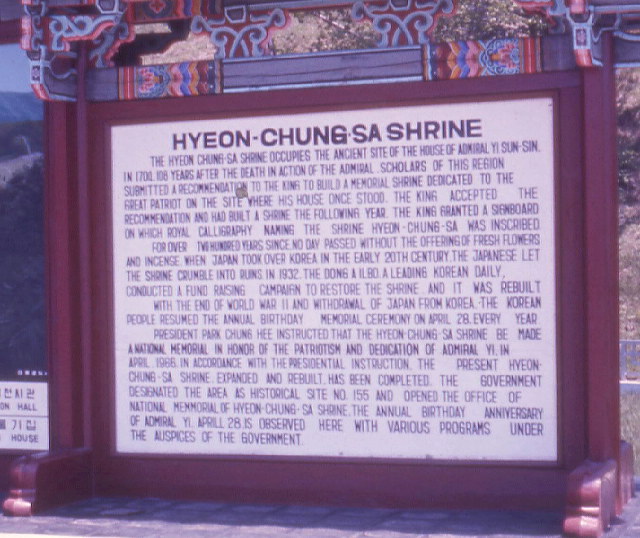 HYEON-CHUNG-SA SHRINE
THE HYEON CHUNG-SA SHRINE OCCUPIES THE ANCIENT SITE OF THE HOUSE OF ADMIRAL YI SUN-SIN.
IN 1700, 108 YEARS AFTER THE DEATH IN ACTION OF THE ADMIRAL, SCHOLARS OF THIS REGION
SUBMITTED A RECOMMENDATION TO THE KING TO BUILD A MEMORIAL SHRINE DEDICATED TO THE
GREAT PATRIOT ON THE SITE WHERE HIS HOUSE ONCE STOOD. THE KING ACCEPTED THE
RECOMMENDATION AND HAD BUILT A SHRINE THE FOLLOWING YEAR. THE KING GRANTED A SIGNBOARD
ON WHICH ROYAL CALLIGRAPHY NAMING THE SHRINE HYEON-CHUNG-SA WAS INSCRIBED
FOR OVER TWO HUNDRED YEARS SINCE, NO DAY PASSED WITHOUT THE OFFERING OF FRESH FLOWERS
AND INCENSE. WHEN JAPAN TOOK OVER KOREA IN THE EARLY 20TH CENTURY, THE JAPANESE LET
THE SHRINE CRUMBLE INTO RUINS IN 1932. THE DONG A ILBO, A LEADING KOREAN DAILY,
CONDUCTED A FUND RAISING CAMPAIGN TO RESTORE THE SHRINE AND IT WAS REBUILT
WITH THE END OF WORLD WAR II AND WITHDRAWAL OF JAPAN FROM KOREA. THE KOREAN
PEOPLE RESUMED THE ANNUAL BIRTHDAY MEMORIAL CEREMONY ON APRIL 28, EVERY YEAR
PRESIDENT PARK CHUNG HEE INSTRUCTED THAT THE HYEON-CHUNG-SA SHRINE BE MADE
A NATIONAL MEMORIAL IN HONOR OF THE PATRIOTISM AND DEDICATION OF ADMIRAL YI, IN
APRIL, 1966. IN ACCORDANCE WITH THE PRESIDENTIAL INSTRUCTION, THE PRESENT HYEON-
CHUNG-SA SHRINE, EXPANDED AND REBUILT, HAS BEEN COMPLETED. THE GOVERNMENT
DESIGNATED THE AREA AS HISTORICAL SITE NO. 155 AND OPENED THE OFFICE OF
NATIONAL MEMMORIAL OF HYEON-CHUNG-SA SHRINE. THE ANNUAL BIRTHDAY ANNIVERSARY
OF ADMIRAL YI, APRILL 28 IS OBSERVED HERE WITH VARIOUS PROGRAMS UNDER
THE AUSPICES OF THE GOVERNMENT.
ON HALL
HOUSE